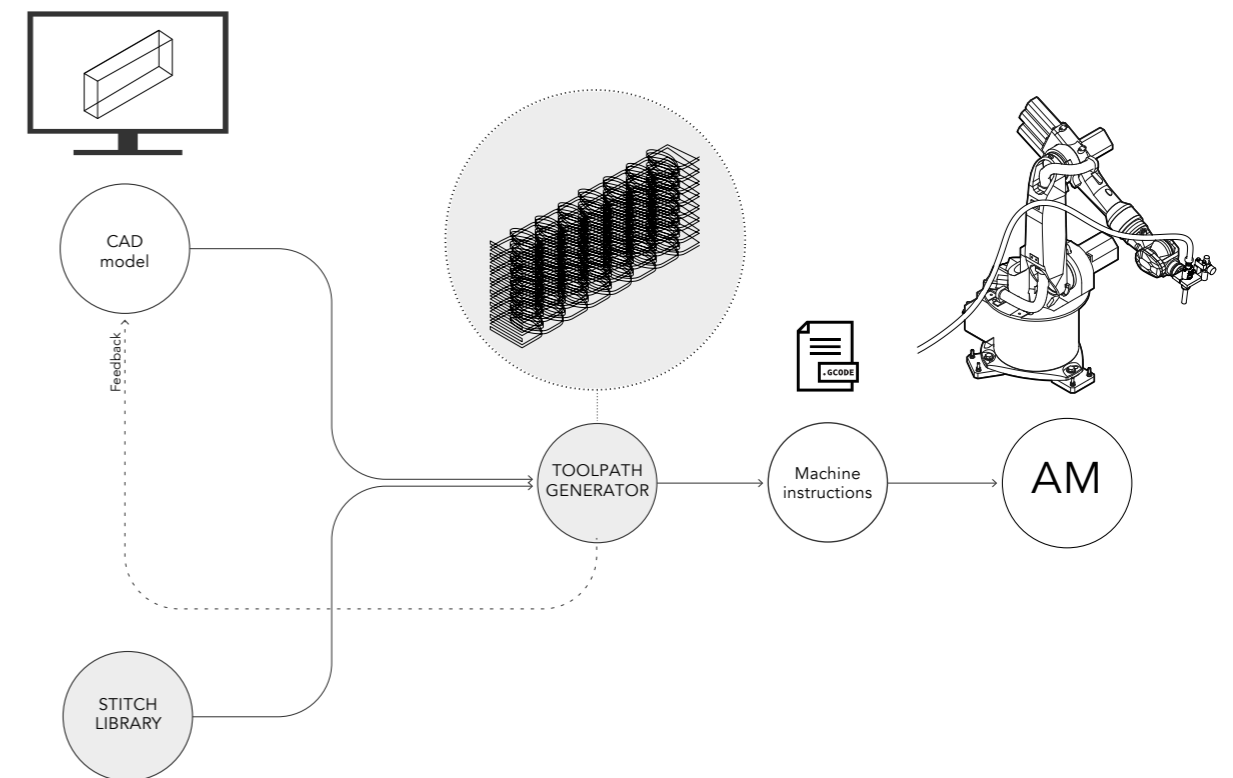 CAD
model
Feedback
TOOLPATH
GENERATOR
.GCODE
Machine
instructions
AM
STITCH
LIBRARY